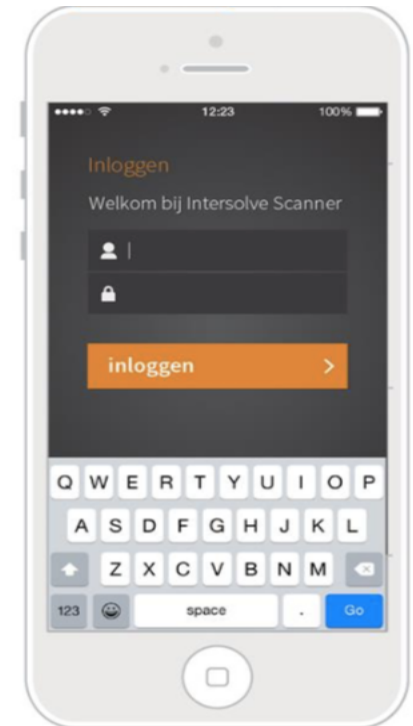 12:23 100%
Inloggen
Welkom bij Intersolve Scanner
inloggen
Q W E R T Y U I O P
A S D F G H J K L
Z X C V B N M
123 space . Go